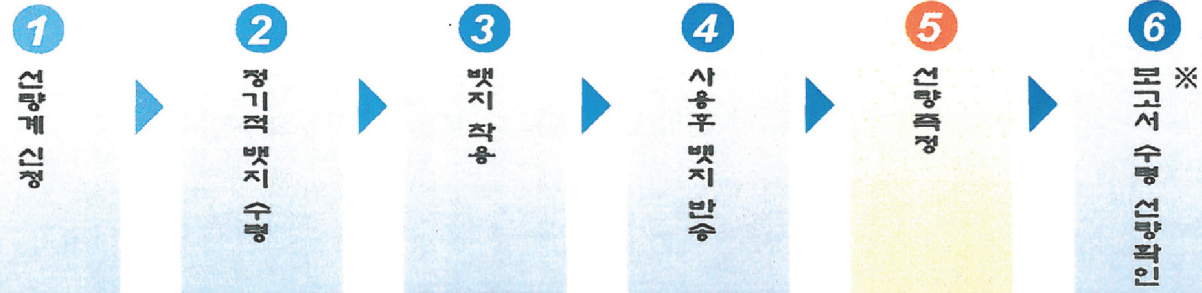 1
선량계 신청
2
정기적 뱃지 수령
3
뱃지 착용
4
사용후 뱃지 반송
5
선량측정
6
※
보고서 수령 선량확인